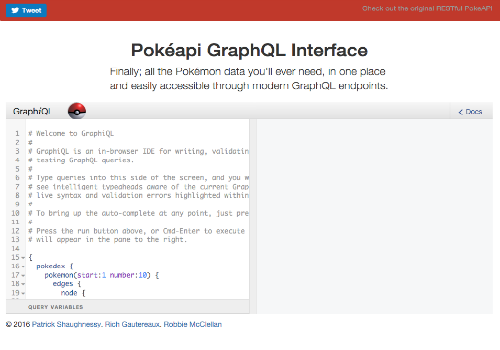 Tweet
Check out the original RESTful PokeAPI
Pokéapi GraphQL Interface
Finally; all the Pokémon data you'll ever need, in one place
and easily accessible through modern GraphQL endpoints.
GraphiQL
< Docs
1 # Welcome to GraphiQL
2 #
3 # GraphiQL is an in-browser IDE for writing, validatin
4 # testing GraphQL queries.
5 #
6 # Type queries into this side of the screen, and you w
7 # see intelligent typeaheads aware of the current Grap
8 # live syntax and validation errors highlighted within
9 #
10 # To bring up the auto-complete at any point, just pre
11 #
12 # Press the run button above, or Cmd-Enter to execute
13 # will appear in the pane to the right.
14
15 {
16 pokedex {
17 pokemon(start:1 number:10) {
18 edges {
19 node {
QUERY VARIABLES
© 2016 Patrick Shaughnessy, Rich Gautereaux, Robbie McClellan